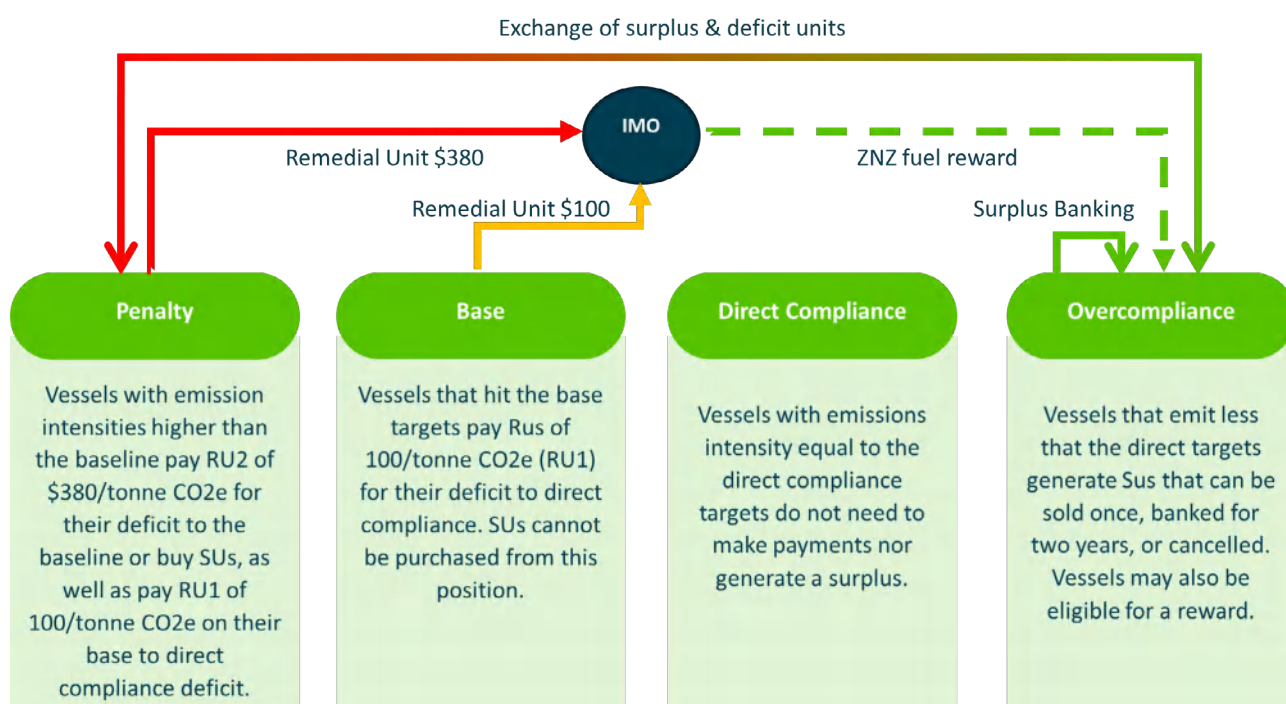 Exchange of surplus & deficit units
IMO
Remedial Unit $380
ZNZ fuel reward
Remedial Unit $100
Surplus Banking
Penalty
Vessels with emission
intensities higher than
the baseline pay RU2 of
$380/tonne CO2e for
their deficit to the
baseline or buy SUs, as
well as pay RU1 of
100/tonne CO2e on their
base to direct
compliance deficit.
Base
Vessels that hit the base
targets pay Rus of
100/tonne CO2e (RU1)
for their deficit to direct
compliance. SUs cannot
be purchased from this
position.
Direct Compliance
Vessels with emissions
intensity equal to the
direct compliance
targets do not need to
make payments nor
generate a surplus.
Overcompliance
Vessels that emit less
that the direct targets
generate Sus that can be
sold once, banked for
two years, or cancelled.
Vessels may also be
eligible for a reward.